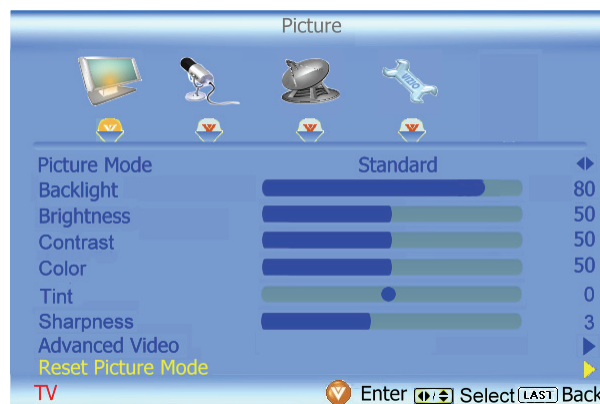 Picture
VIZIO
Picture Mode Standard
Backlight 80
Brightness 50
Contrast 50
Color 50
Tint 0
Sharpness 3
Advanced Video
Reset Picture Mode
TV Enter Select LAST Back